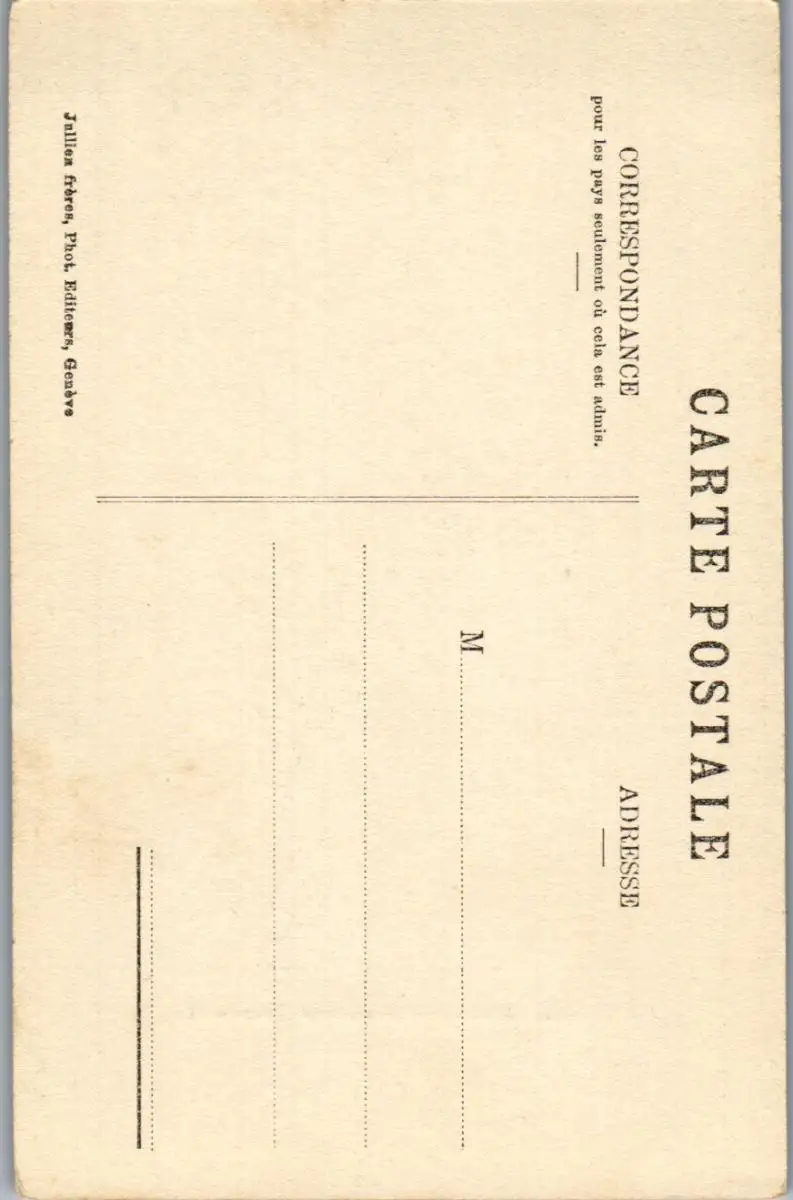 CARTE POSTALE
CORRESPONDANCE
pour les pays seulement où cela est admis.
ADRESSE
M
Jullien frères, Phot. Editeurs, Genève